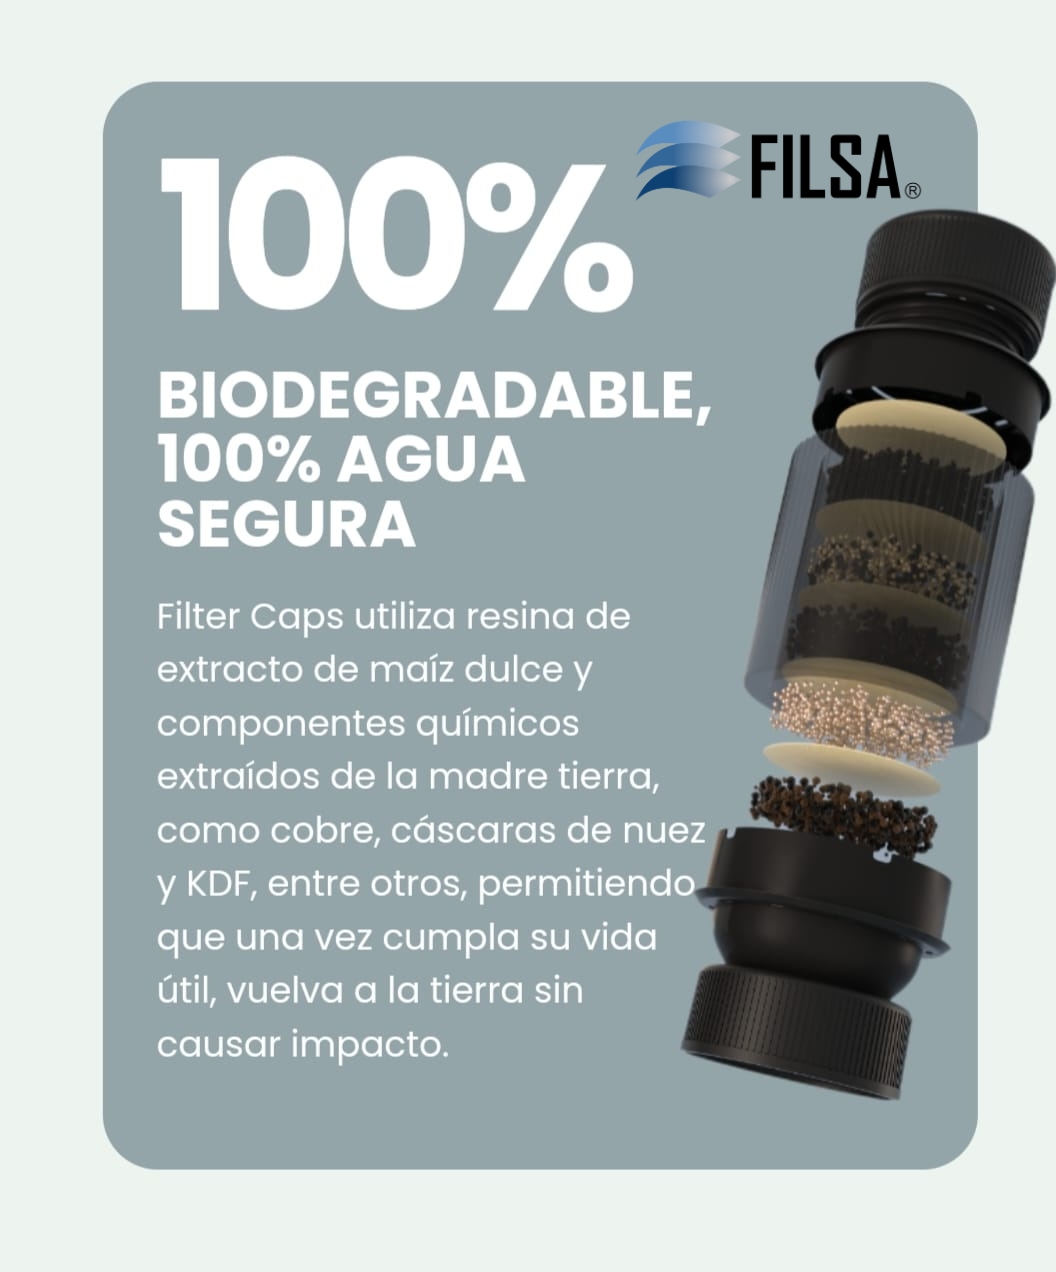 100%
FILSA®
BIODEGRADABLE,
100% AGUA
SEGURA
Filter Caps utiliza resina de
extracto de maíz dulce y
componentes químicos
extraídos de la madre tierra,
como cobre, cáscaras de nuez
y KDF, entre otros, permitiendo
que una vez cumpla su vida
útil, vuelva a la tierra sin
causar impacto.